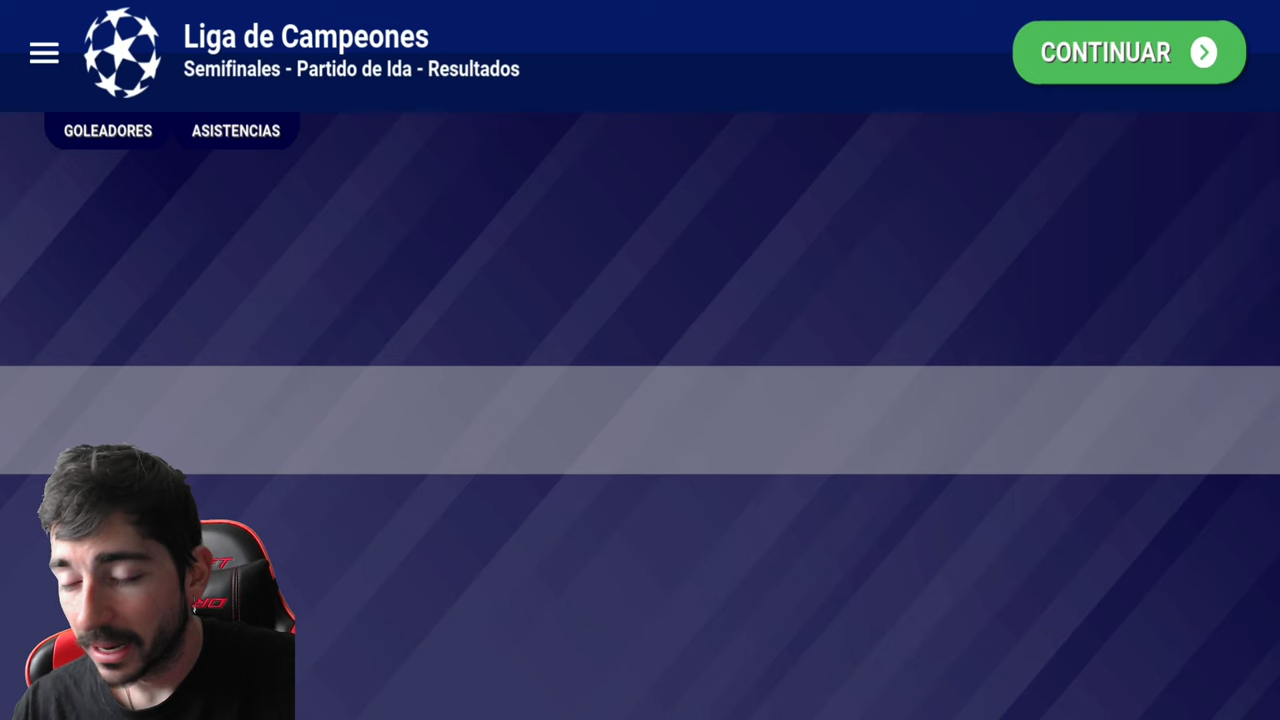 Liga de Campeones
Semifinales - Partido de Ida - Resultados
CONTINUAR
GOLEADORES
ASISTENCIAS